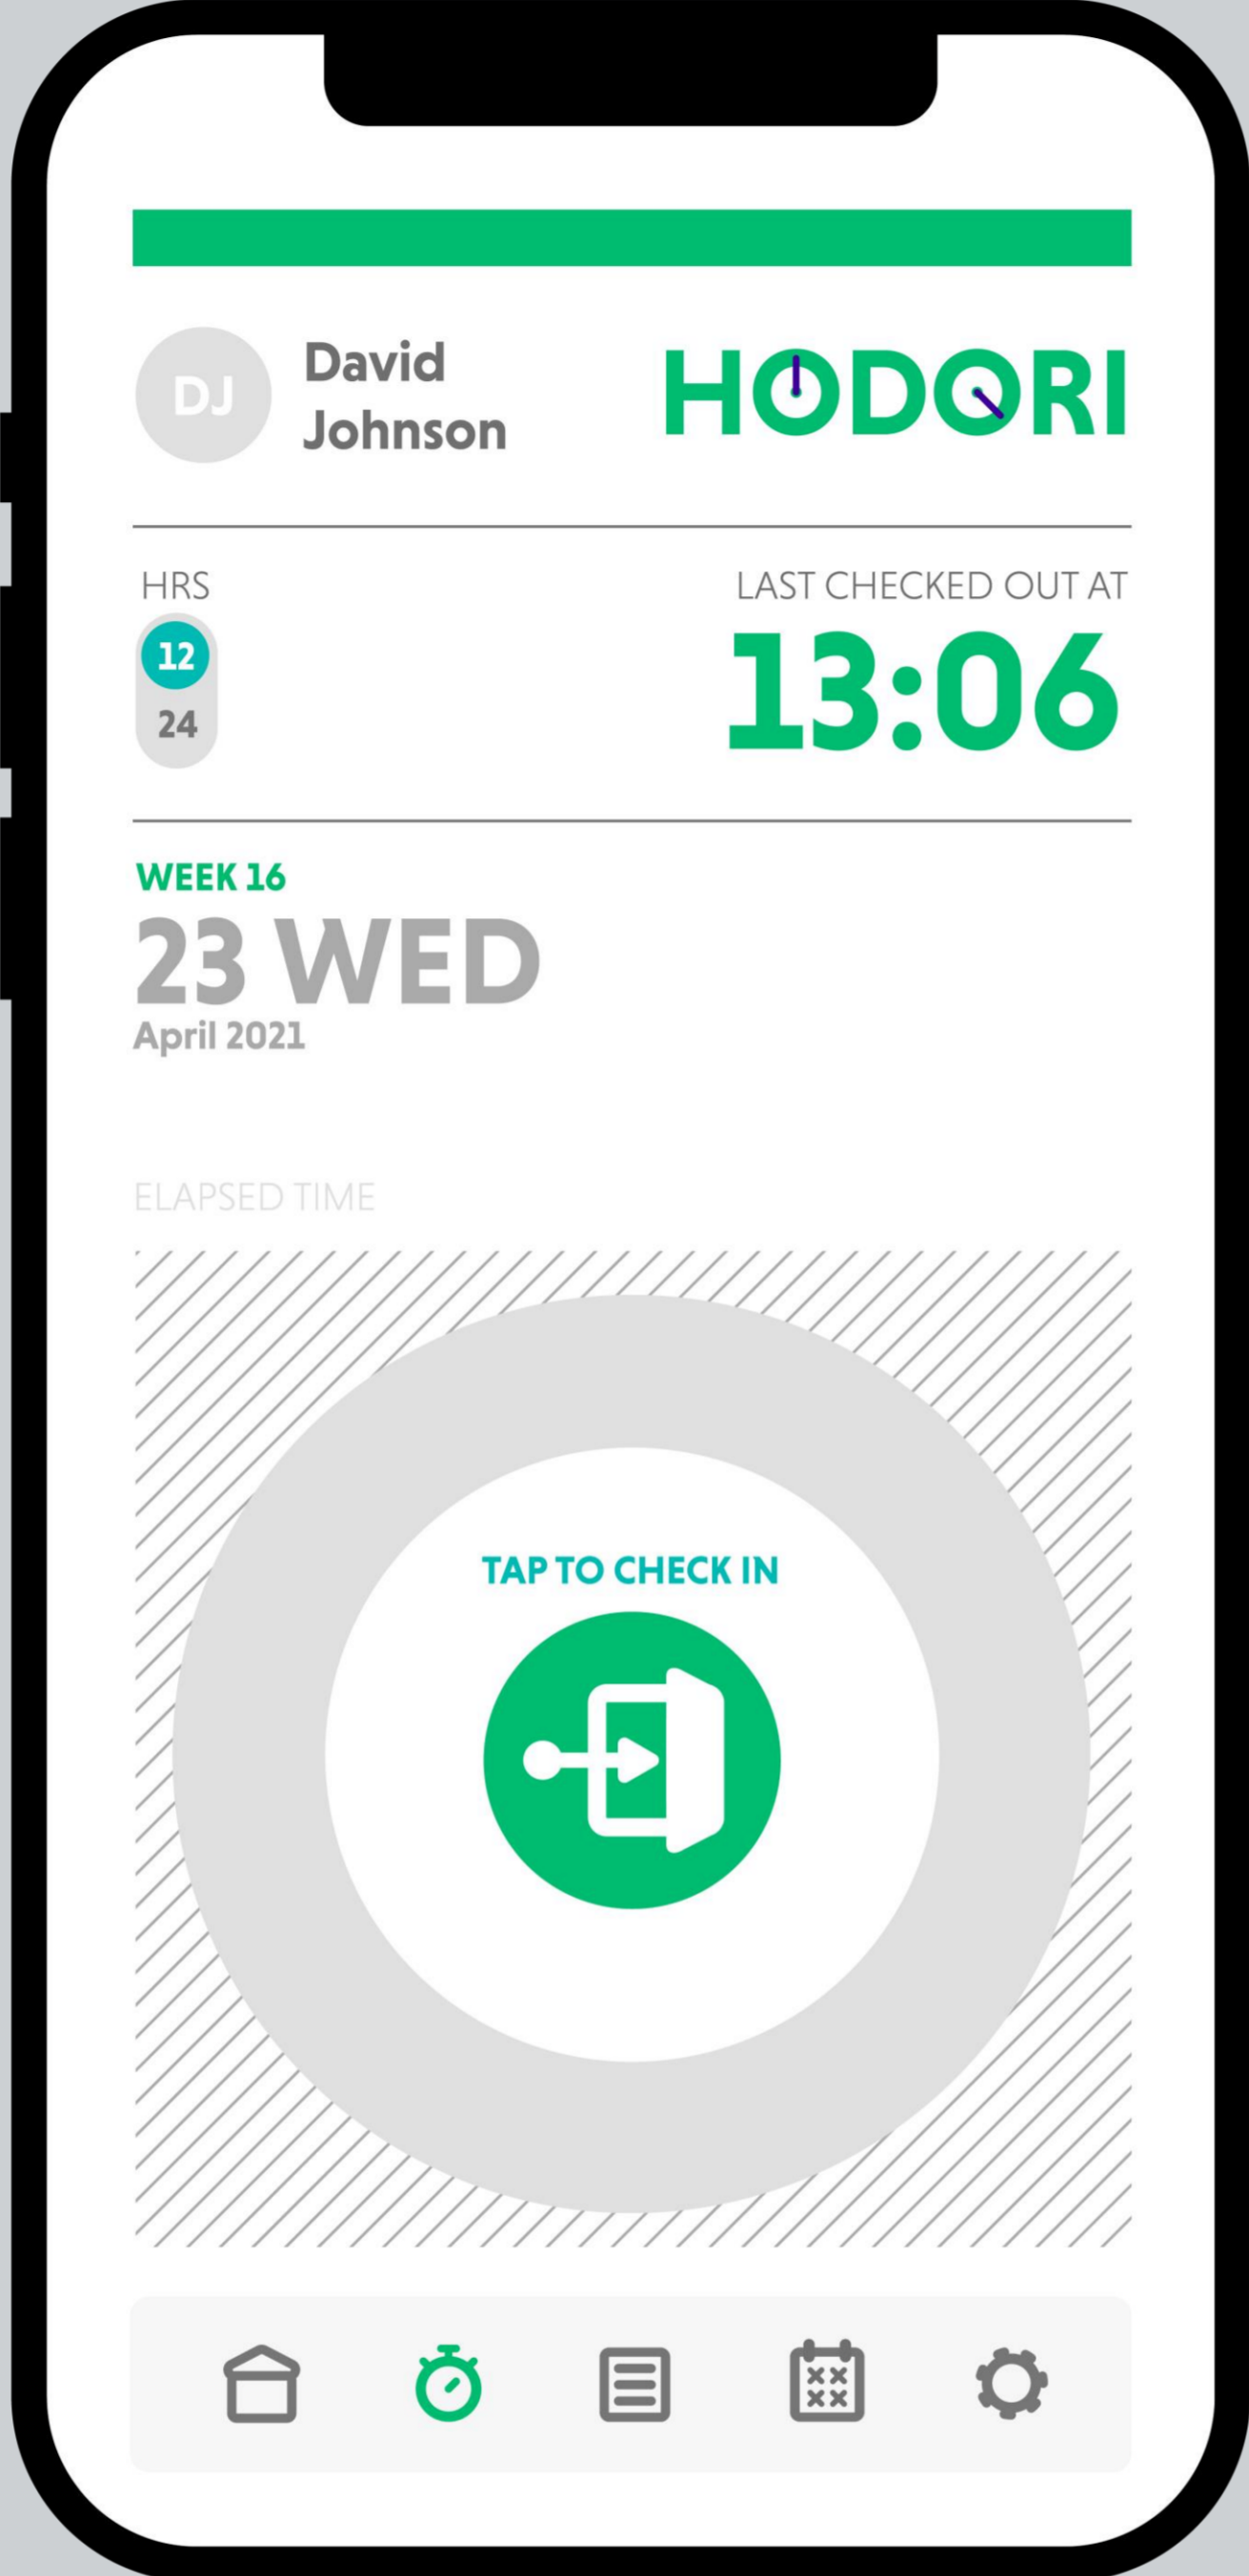 DJ
David
Johnson
HODORI
HRS
12
24
LAST CHECKED OUT AT
13:06
WEEK 16
23 WED
April 2021
ELAPSED TIME
TAP TO CHECK IN